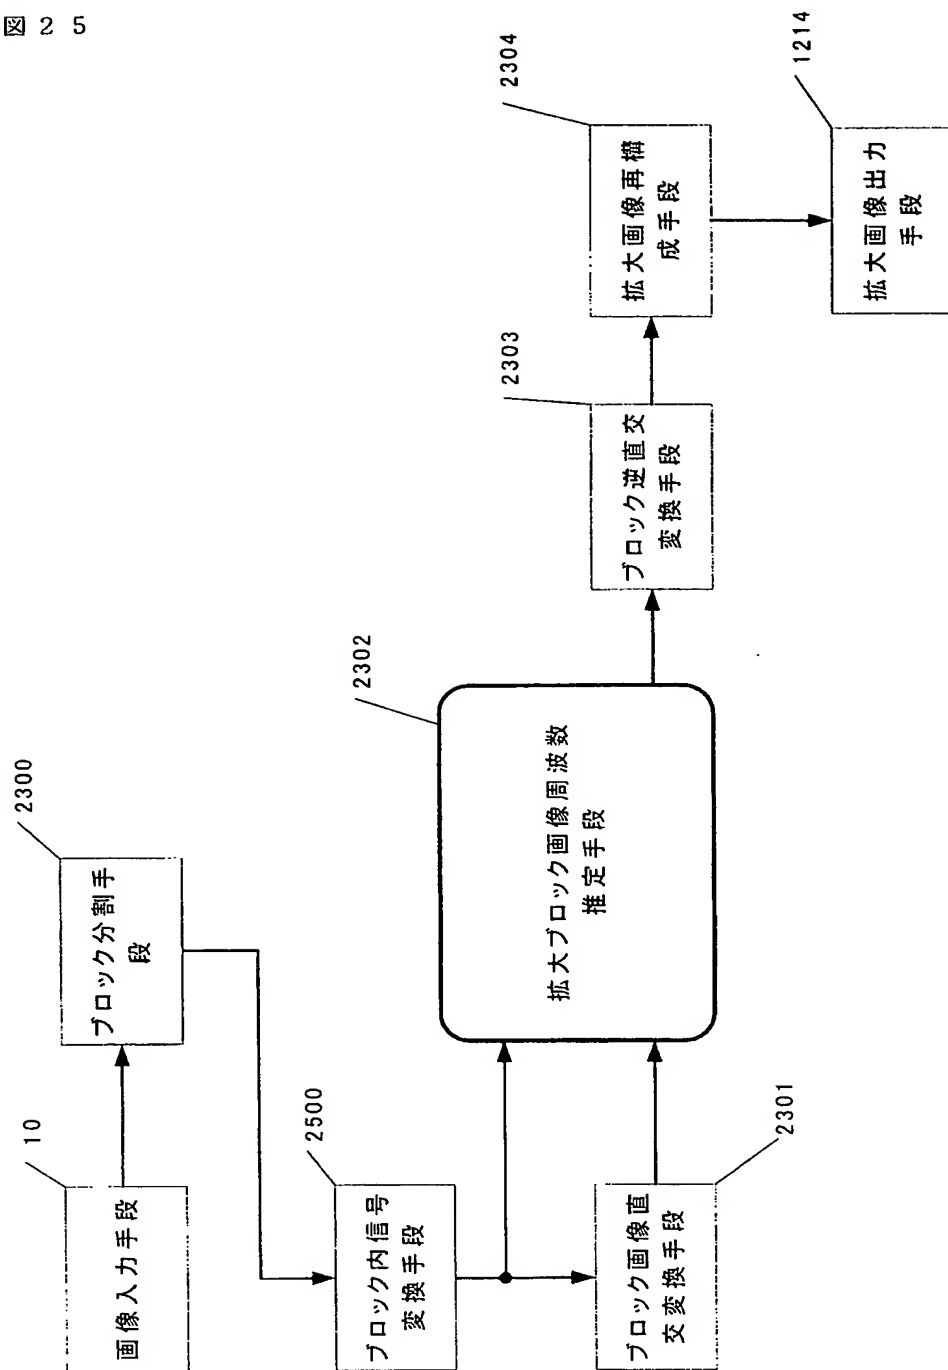 図２５
10
画像入力手段
2300
ブロック分割手
段
2500
ブロック内信号
変換手段
2301
ブロック画像直
交変換手段
2302
拡大ブロック画像周波数
推定手段
2303
ブロック逆直交
変換手段
2304
拡大画像再構
成手段
1214
拡大画像出力
手段